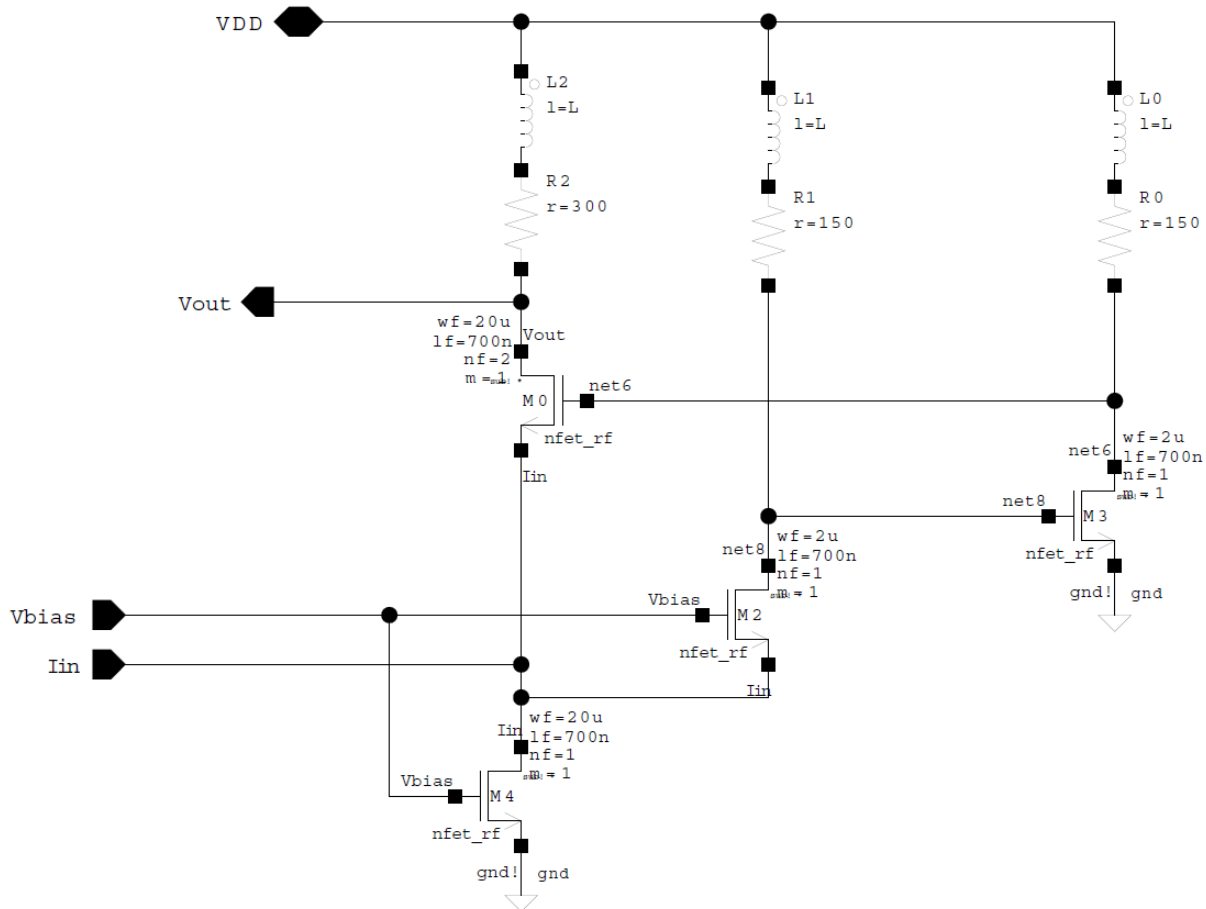 VDD
L2
l=L
L1
l=L
L0
l=L
R2
r=300
R1
r=150
R0
r=150
Vout
wf=20u
lf=700n
nf=2
m=1
Vout
M0
nfet_rf
net6
Iin
net6
wf=2u
lf=700n
nf=1
m=1
net8
M3
nfet_rf
gnd!
gnd
net8
wf=2u
lf=700n
nf=1
m=1
Vbias
M2
nfet_rf
Iin
Vbias
Iin
Iin
wf=20u
lf=700n
nf=1
m=1
Vbias
M4
nfet_rf
gnd!
gnd